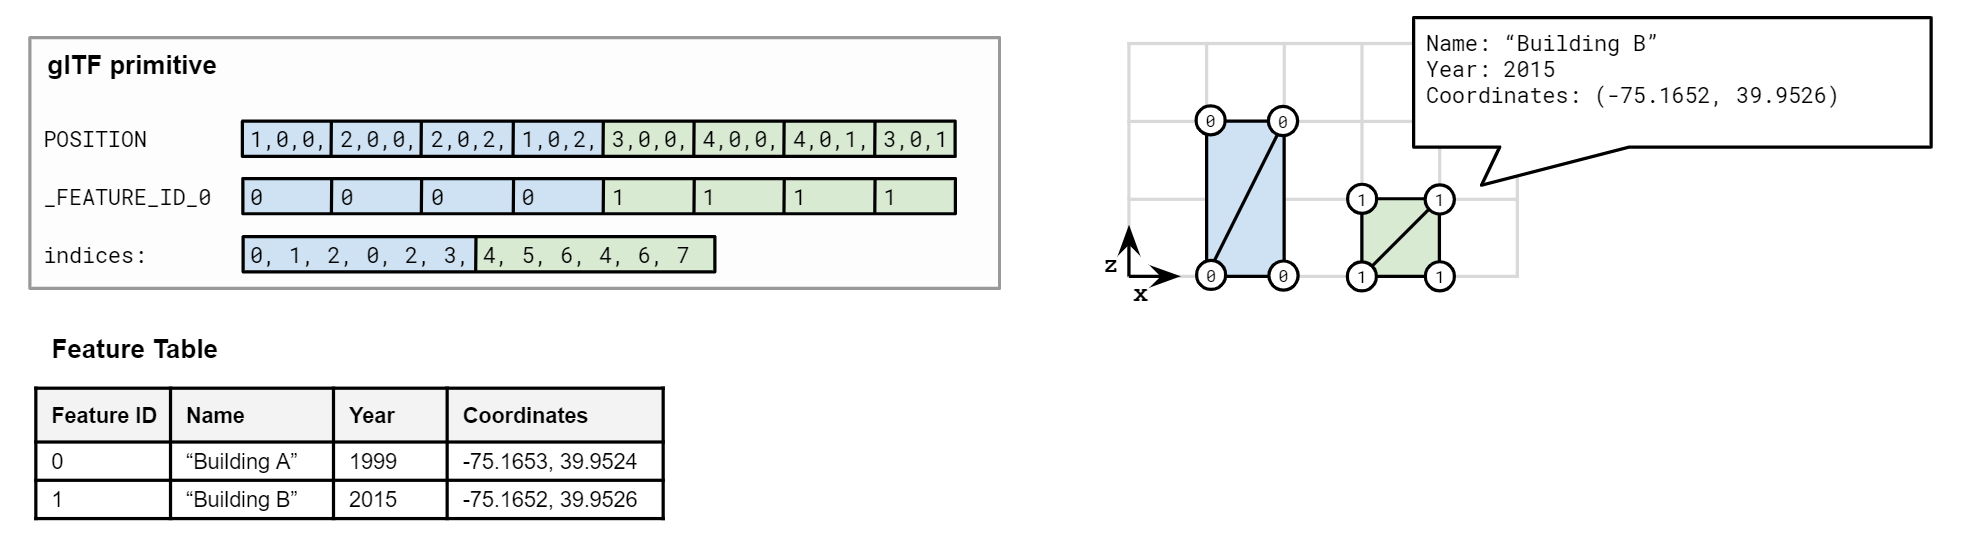 glTF primitive
POSITION 1,0,0, 2,0,0, 2,0,2, 1,0,2, 3,0,0, 4,0,0, 4,0,1, 3,0,1
_FEATURE_ID_0 0 0 0 0 1 1 1 1
indices: 0, 1, 2, 0, 2, 3, 4, 5, 6, 4, 6, 7
Name: “Building B”
Year: 2015
Coordinates: (-75.1652, 39.9526)
0 0
1 1
z
0 0 1 1
x
Feature Table
Feature ID Name Year Coordinates
0 “Building A” 1999 -75.1653, 39.9524
1 “Building B” 2015 -75.1652, 39.9526